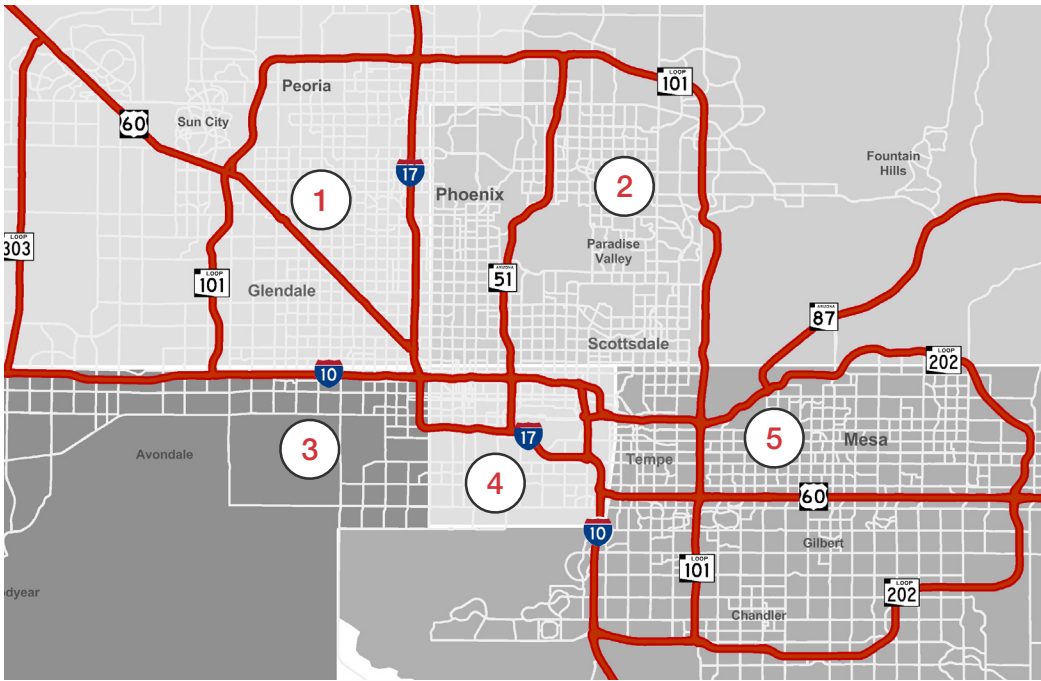 LOOP
101
Peoria
60
Sun City
Fountain
Hills
17
1
2
Phoenix
LOOP
303
Paradise
Valley
LOOP
101
ARIZONA
51
Glendale
ARIZONA
87
Scottsdale
LOOP
202
10
17
5
Mesa
3
Avondale
Tempe
4
60
10
Gilbert
LOOP
101
LOOP
202
odyear
Chandler